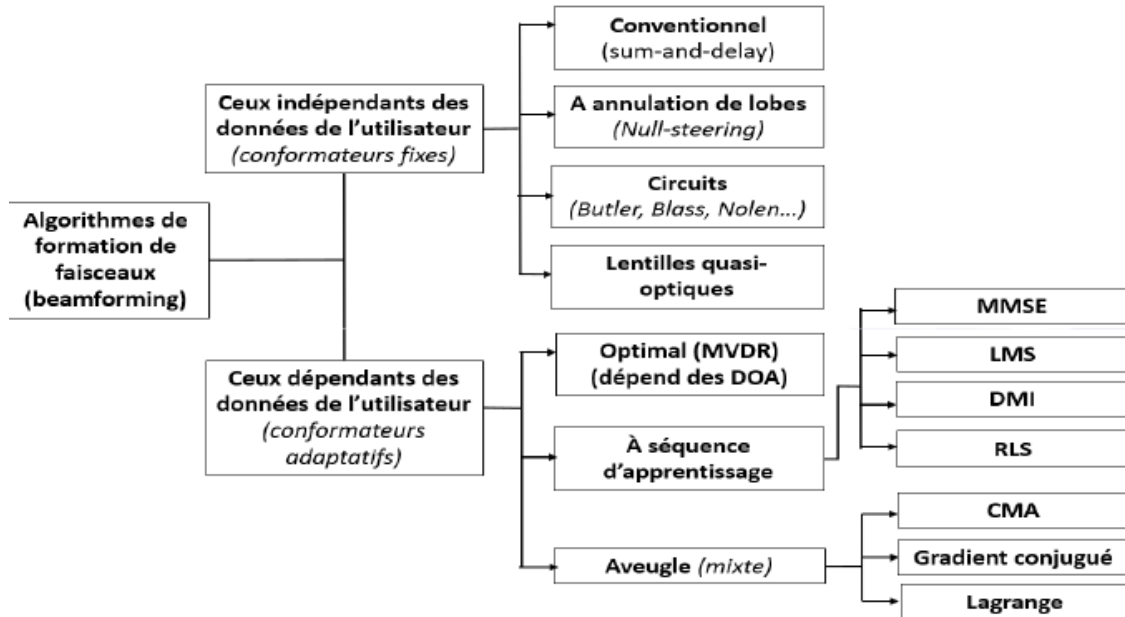 Algorithmes de
formation de
faisceaux
(beamforming)
Ceux indépendants des
données de l'utilisateur
(conformateurs fixes)
Conventionnel
(sum-and-delay)
A annulation de lobes
(Null-steering)
Circuits
(Butler, Blass, Nolen...)
Lentilles quasi-
optiques
Ceux dépendants des
données de l'utilisateur
(conformateurs
adaptatifs)
Optimal (MVDR)
(dépend des DOA)
À séquence
d'apprentissage
MMSE
LMS
DMI
RLS
Aveugle (mixte)
CMA
Gradient conjugué
Lagrange